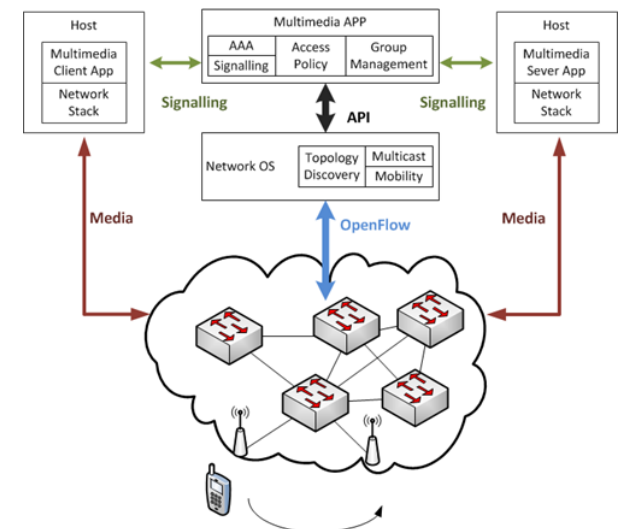 Host
Multimedia
Client App
Network
Stack
Multimedia APP
AAA
Signalling
Access
Policy
Group
Management
Host
Multimedia
Sever App
Network
Stack
Signalling
Signalling
API
Network OS
Topology
Discovery
Multicast
Mobility
Media
OpenFlow
Media